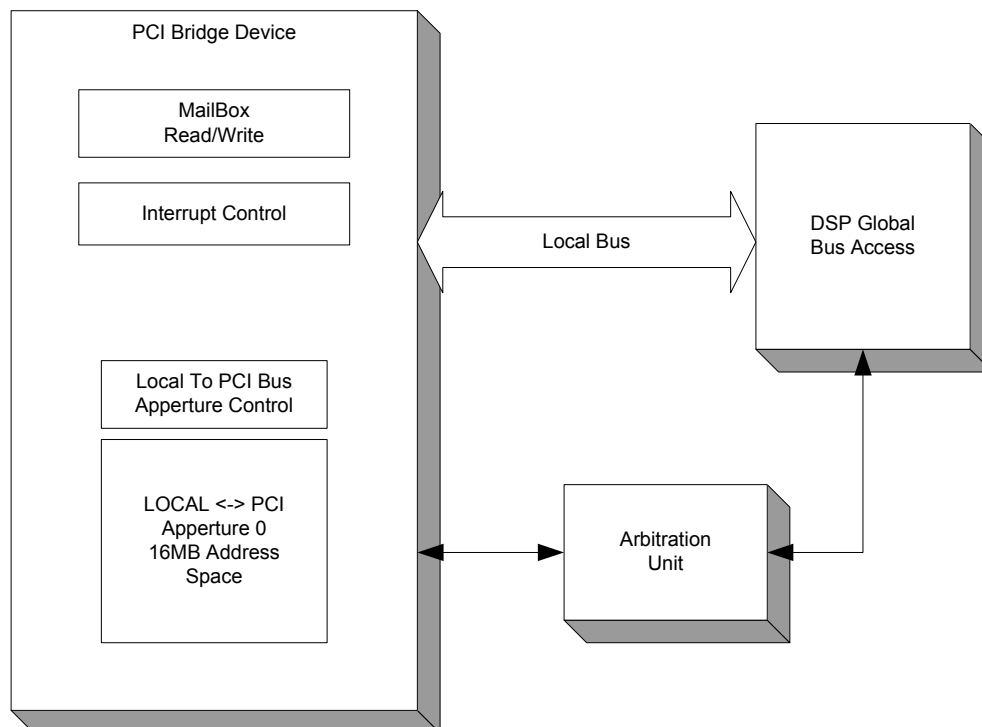 PCI Bridge Device
MailBox
Read/Write
Interrupt Control
Local Bus
DSP Global
Bus Access
Local To PCI Bus
Apperture Control
LOCAL <-> PCI
Apperture 0
16MB Address
Space
Arbitration
Unit